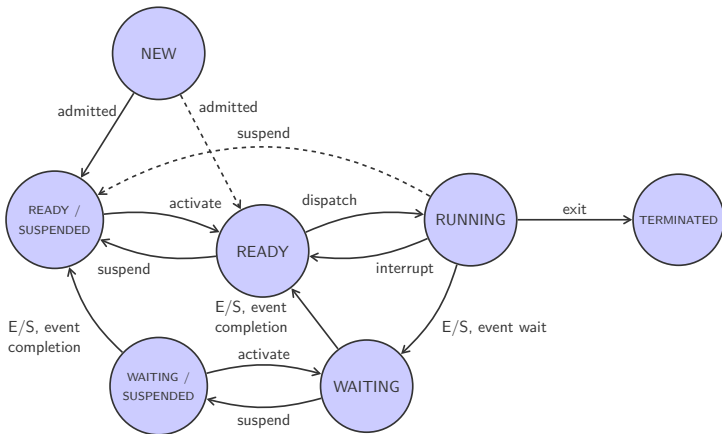 NEW
admitted
admitted
suspend
READY /
SUSPENDED
activate
dispatch
RUNNING
exit
TERMINATED
READY
suspend
interrupt
E/S, event
completion
E/S, event
completion
E/S, event wait
WAITING /
SUSPENDED
activate
WAITING
suspend